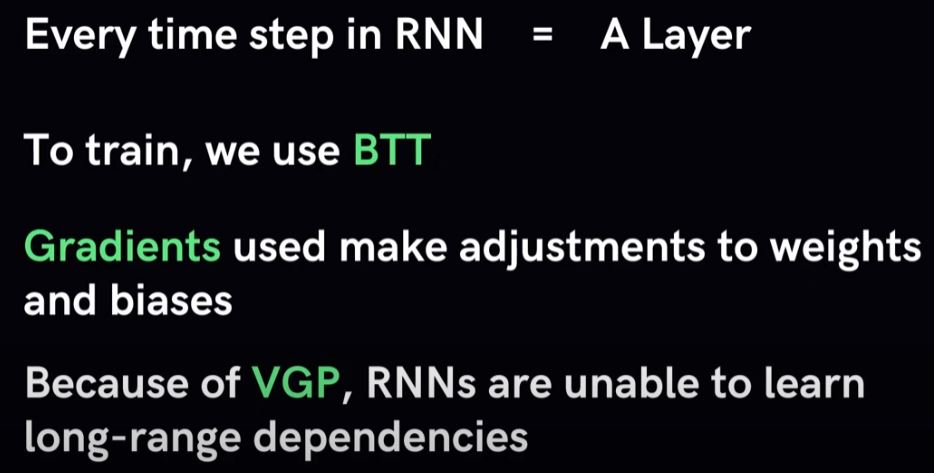 Every time step in RNN = A Layer
To train, we use BTT
Gradients used make adjustments to weights
and biases
Because of VGP, RNNs are unable to learn
long-range dependencies